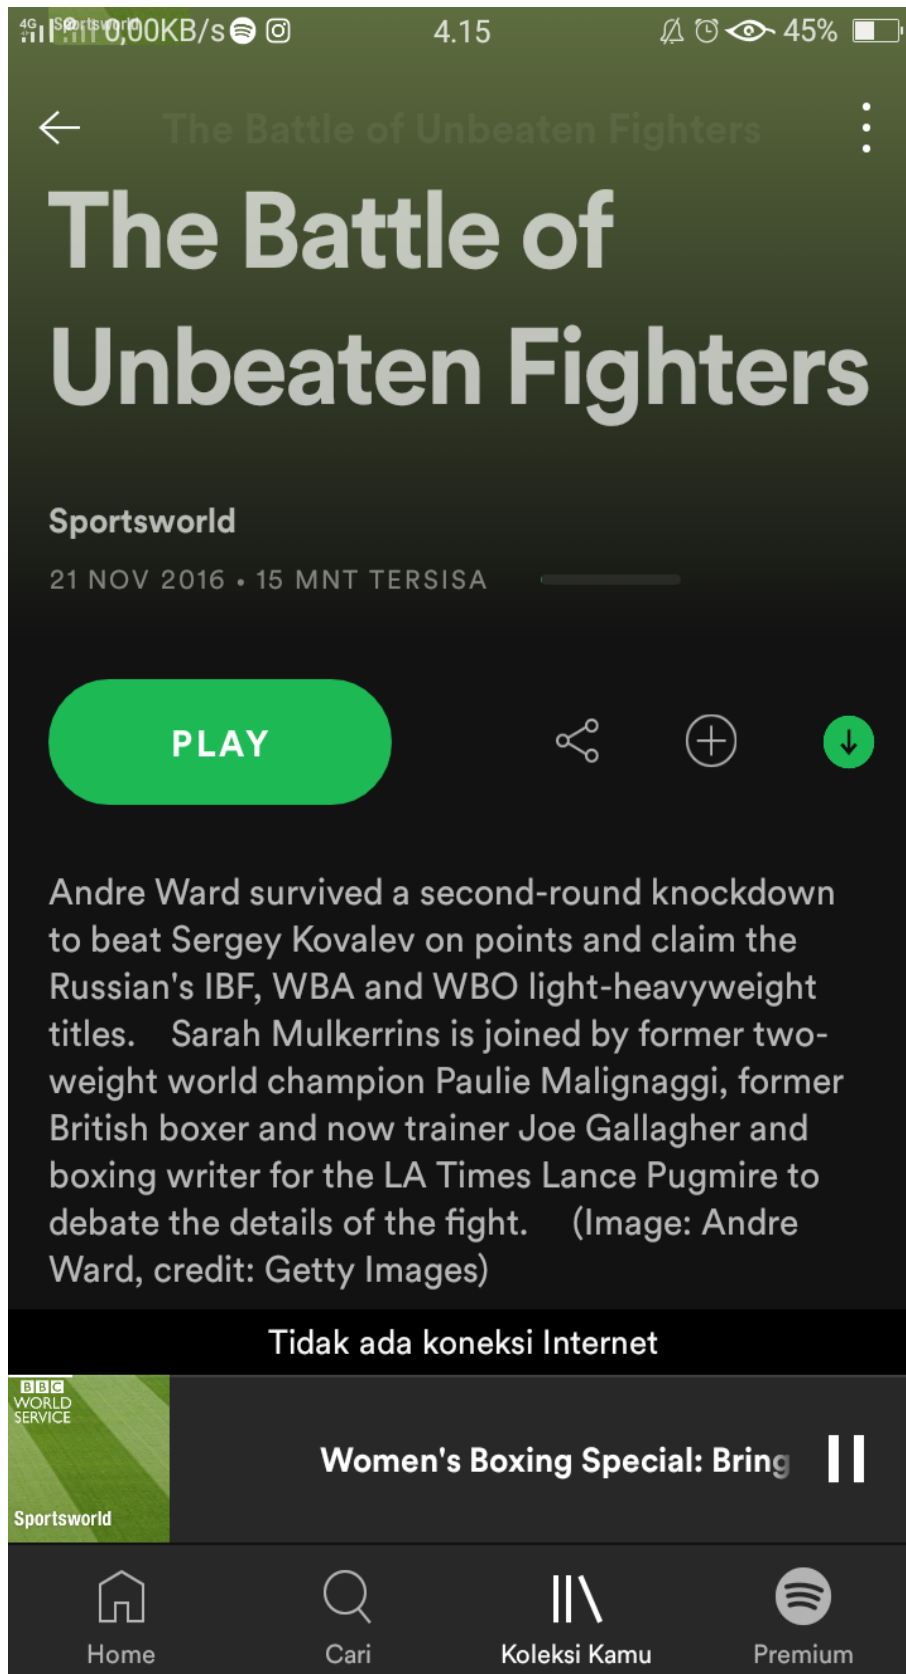 4G Sportsworld 0,00KB/s 4.15 45%
The Battle of Unbeaten Fighters
The Battle of
Unbeaten Fighters
Sportsworld
21 NOV 2016 • 15 MNT TERSISA
PLAY
Andre Ward survived a second-round knockdown
to beat Sergey Kovalev on points and claim the
Russian's IBF, WBA and WBO light-heavyweight
titles. Sarah Mulkerrins is joined by former two-
weight world champion Paulie Malignaggi, former
British boxer and now trainer Joe Gallagher and
boxing writer for the LA Times Lance Pugmire to
debate the details of the fight. (Image: Andre
Ward, credit: Getty Images)
Tidak ada koneksi Internet
BBC
WORLD
SERVICE
Women's Boxing Special: Bring
Sportsworld
Home Cari Koleksi Kamu Premium